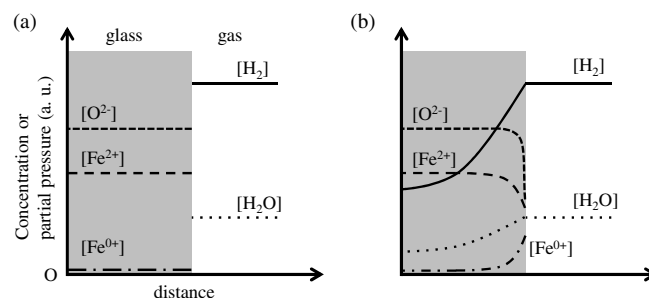 (a)
glass
gas
[H2]
[O2-]
[Fe2+]
[H2O]
[Fe0+]
Concentration or
partial pressure (a. u.)
O
distance
(b)
[H2]
[O2-]
[Fe2+]
[H2O]
[Fe0+]